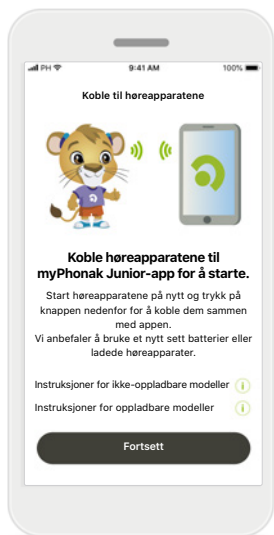 PH 9:41 AM 100%
Koble til høreapparatene
Koble høreapparatene til
myPhonak Junior-app for å starte.
Start høreapparatene på nytt og trykk på
knappen nedenfor for å koble dem sammen
med appen.
Vi anbefaler å bruke et nytt sett batterier eller
ladede høreapparater.
Instruksjoner for ikke-oppladbare modeller i
Instruksjoner for oppladbare modeller i
Fortsett